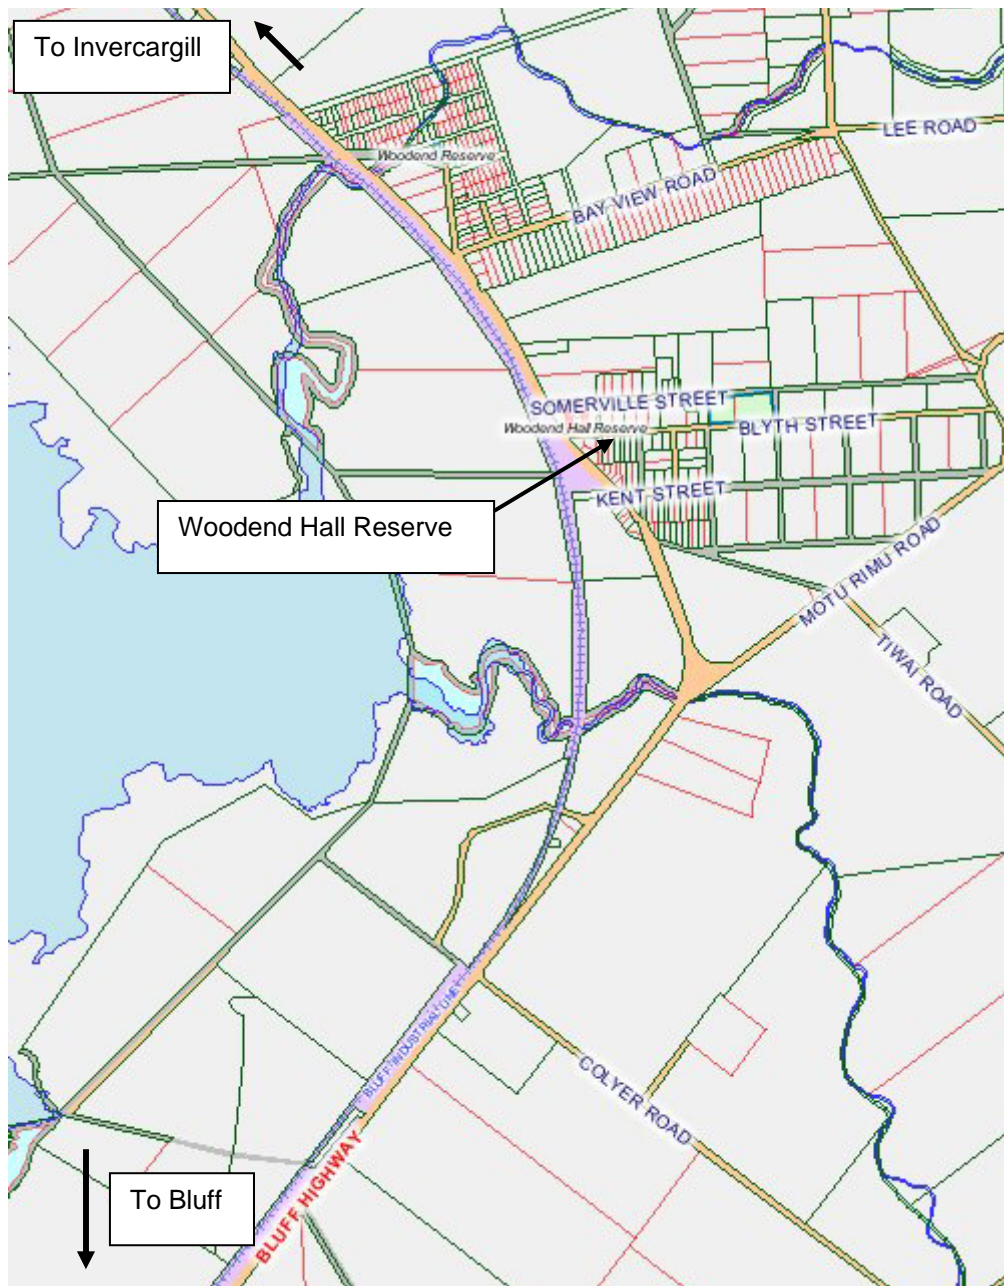 To Invercargill
LEE ROAD
Woodend Reserve
BAY VIEW ROAD
SOMERVILLE STREET
Woodend Hall Reserve
BLYTH STREET
KENT STREET
Woodend Hall Reserve
MOTU RIMU ROAD
TIWAI ROAD
BLUFF INDUSTRIAL LINE
COLYER ROAD
BLUFF HIGHWAY
To Bluff